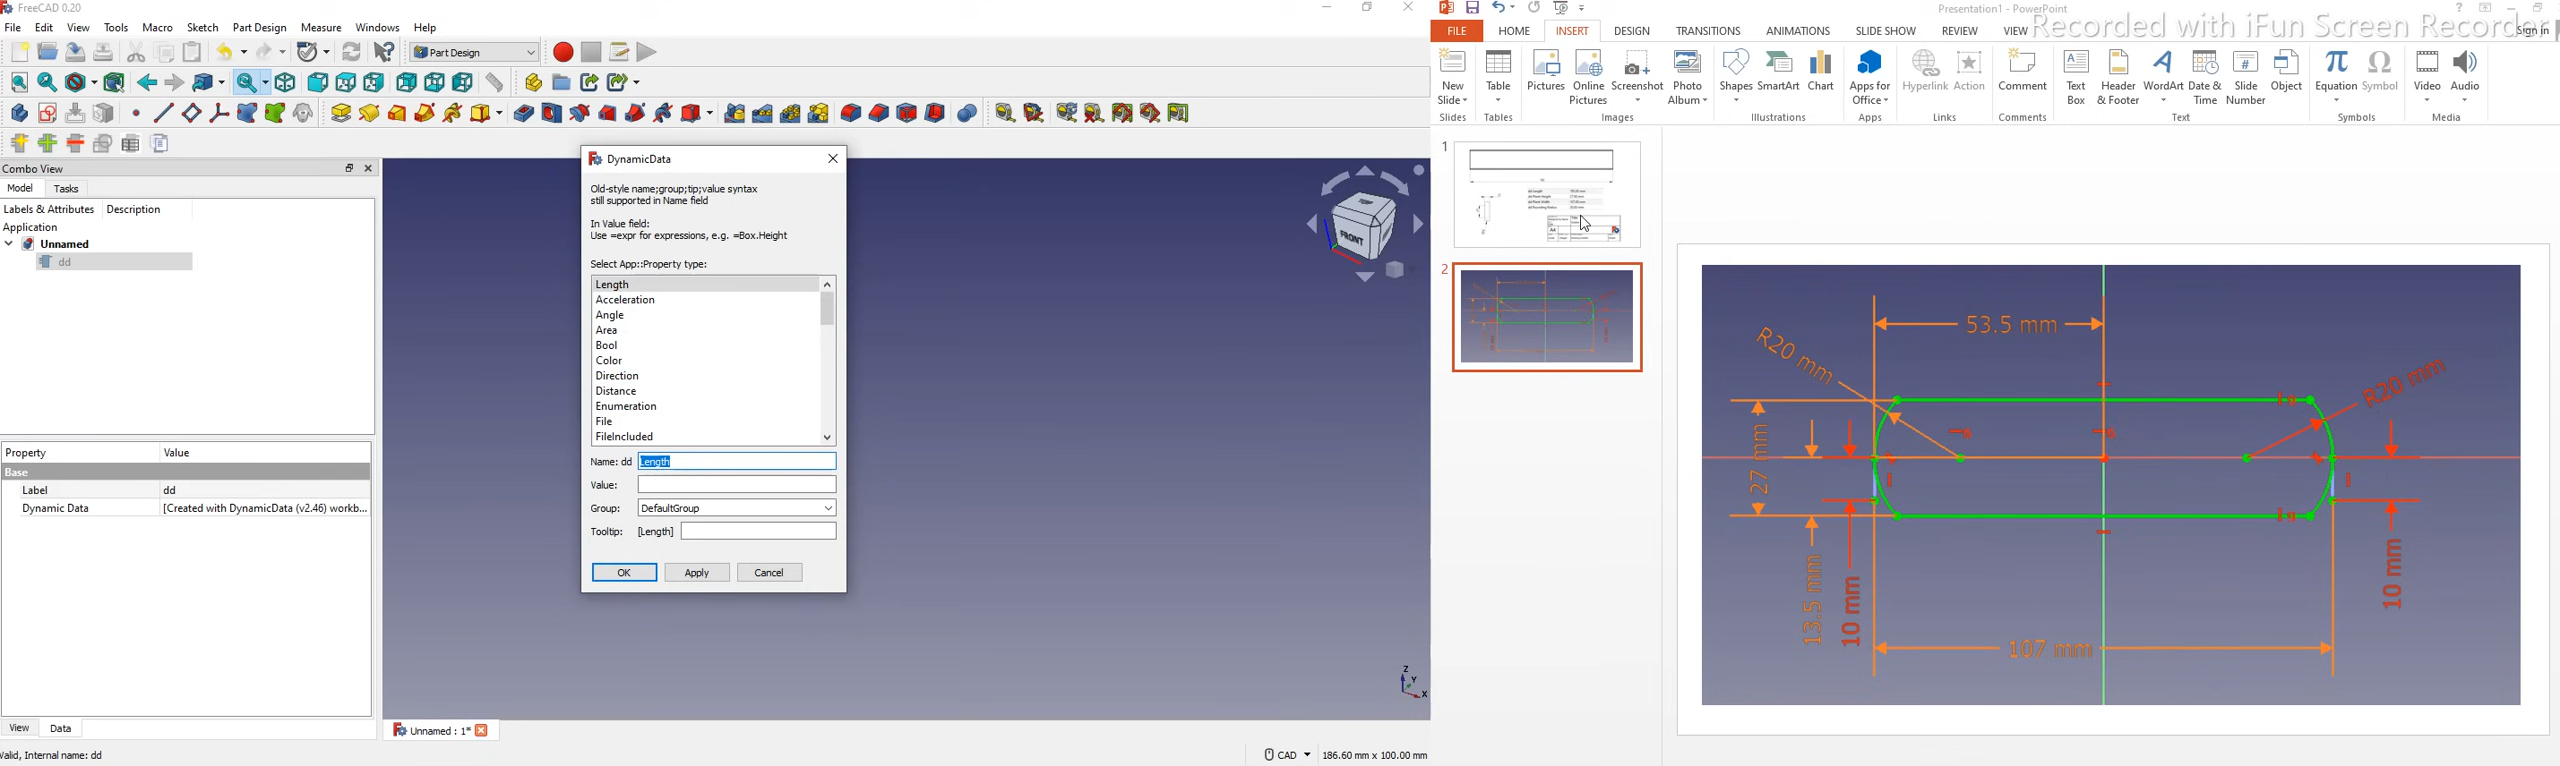 FreeCAD 0.20
File Edit View Tools Macro Sketch Part Design Measure Windows Help
Part Design
Combo View
Model Tasks
Labels & Attributes Description
Application
Unnamed
dd
Property Value
Base
Label dd
Dynamic Data [Created with DynamicData (v2.46) workb...
View Data
Valid, Internal name: dd
DynamicData
Old-style name;group;tip;value syntax
still supported in Name field
In Value field:
Use =expr for expressions, e.g. =Box.Height
Select App::Property type:
Length
Acceleration
Angle
Area
Bool
Color
Direction
Distance
Enumeration
File
FileIncluded
Name: dd Length
Value:
Group: DefaultGroup
Tooltip: [Length]
OK Apply Cancel
FRONT
Z
Y
X
Unnamed : 1*
CAD 186.60 mm x 100.00 mm
Presentation1 - PowerPoint
Recorded with iFun Screen Recorder
Sign in
FILE HOME INSERT DESIGN TRANSITIONS ANIMATIONS SLIDE SHOW REVIEW VIEW
New Slide
Table
Pictures
Online Pictures
Screenshot
Photo Album
Shapes
SmartArt
Chart
Apps for Office
Hyperlink
Action
Comment
Text Box
Header & Footer
WordArt
Date & Time
Slide Number
Object
Equation
Symbol
Video
Audio
Slides Tables Images Illustrations Apps Links Comments Text Symbols Media
1
2
53.5 mm
R20 mm
R20 mm
27 mm
13.5 mm
10 mm
10 mm
107 mm